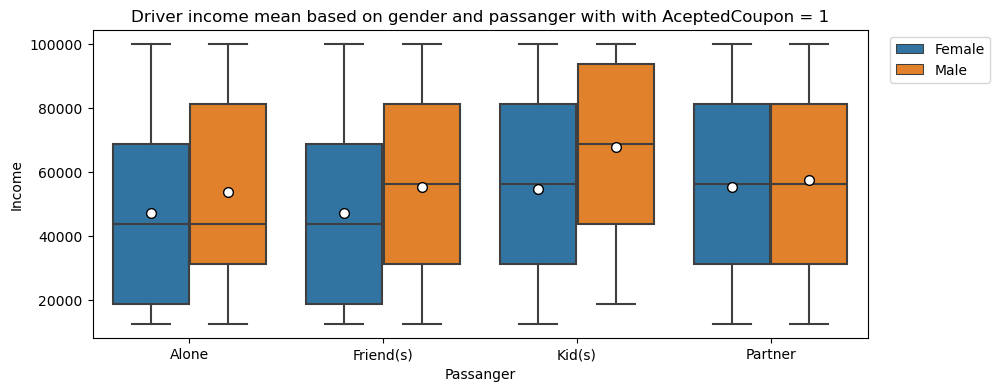 Driver income mean based on gender and passanger with with AceptedCoupon = 1
Income
100000
80000
60000
40000
20000
Female
Male
Alone
Friend(s)
Kid(s)
Partner
Passanger